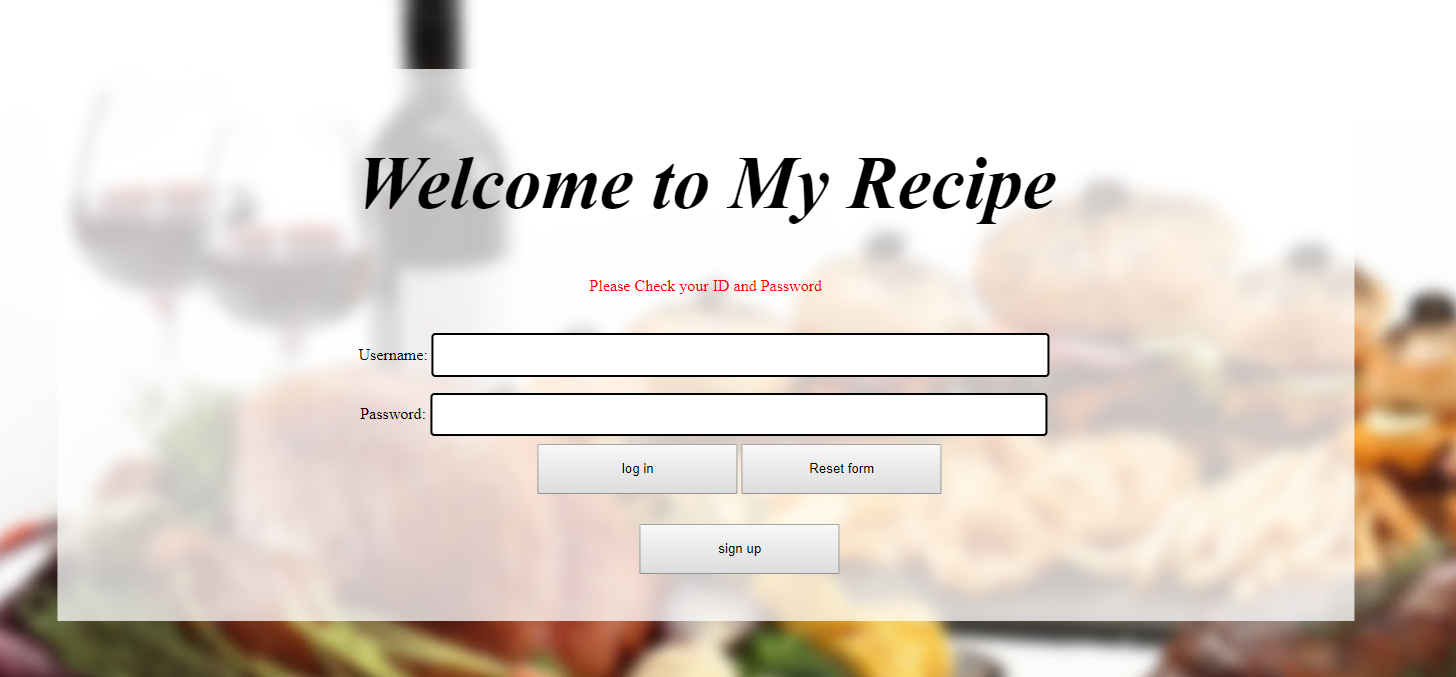 Welcome to My Recipe
Please Check your ID and Password
Username:
Password:
log in Reset form
sign up